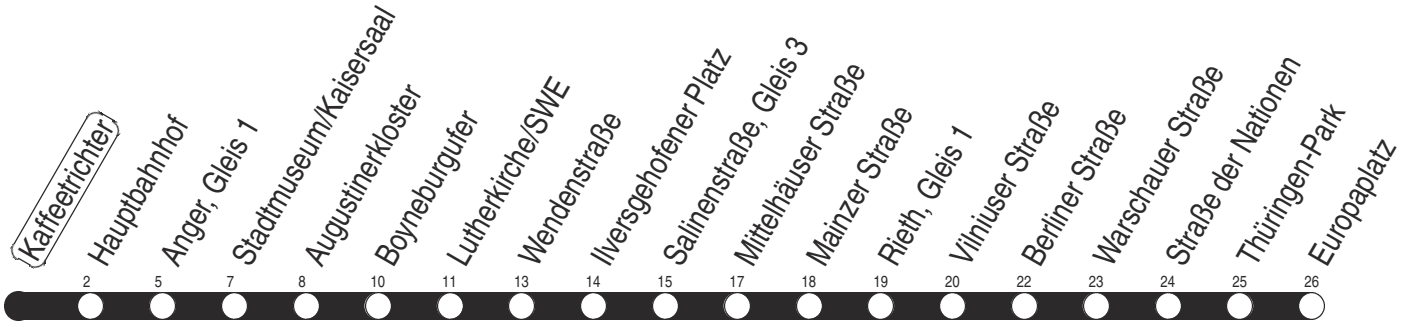 Kaffeetrichter
Hauptbahnhof
Anger, Gleis 1
Stadtmuseum/Kaisersaal
Augustinerkloster
Boyneburgufer
Lutherkirche/SWE
Wendenstraße
Ilversgehofener Platz
Salinenstraße, Gleis 3
Mittelhäuser Straße
Mainzer Straße
Rieth, Gleis 1
Vilniuser Straße
Berliner Straße
Warschauer Straße
Straße der Nationen
Thüringen-Park
Europaplatz
2 5 7 8 10 11 13 14 15 17 18 19 20 22 23 24 25 26